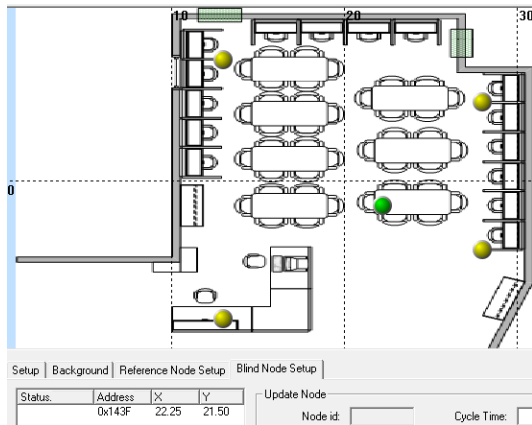 10 20 30
0
Setup Background Reference Node Setup Blind Node Setup
Status. Address X Y Update Node
0x143F 22.25 21.50 Node id: Cycle Time: